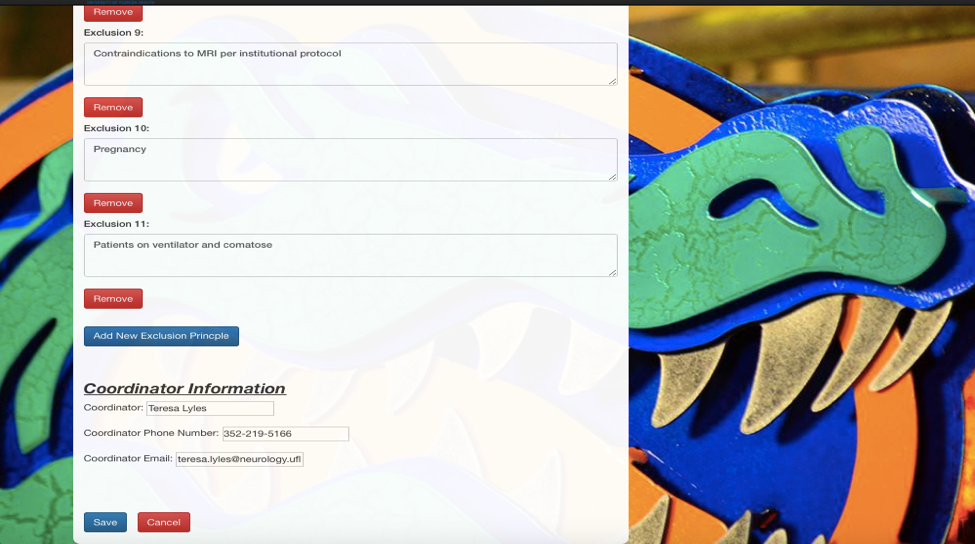 Remove
Exclusion 9:
Contraindications to MRI per institutional protocol
Remove
Exclusion 10:
Pregnancy
Remove
Exclusion 11:
Patients on ventilator and comatose
Remove
Add New Exclusion Princple
Coordinator Information
Coordinator: Teresa Lyles
Coordinator Phone Number: 352-219-5166
Coordinator Email: teresa.lyles@neurology.ufl
Save Cancel